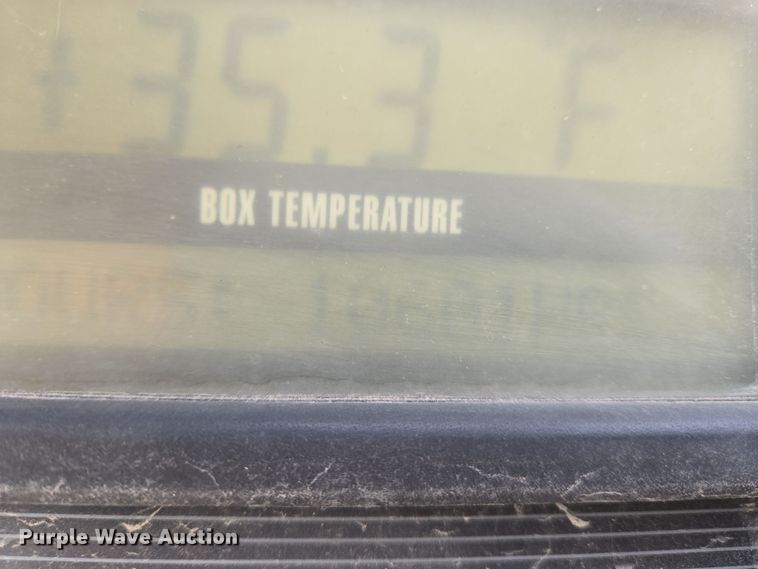 +35.3 F
BOX TEMPERATURE
Purple Wave Auction